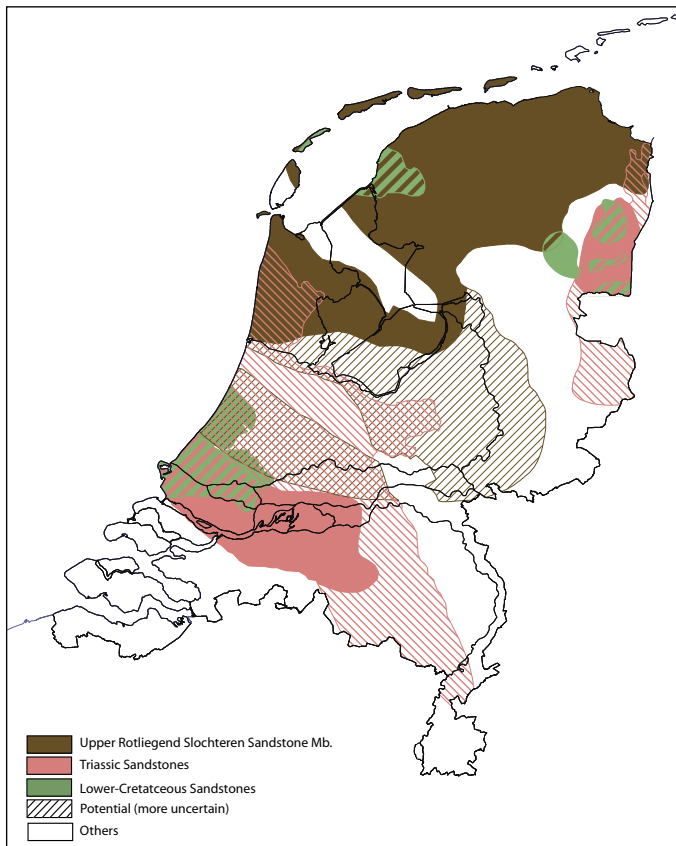 Upper Rotliegend Slochteren Sandstone Mb.
Triassic Sandstones
Lower-Cretatceous Sandstones
Potential (more uncertain)
Others